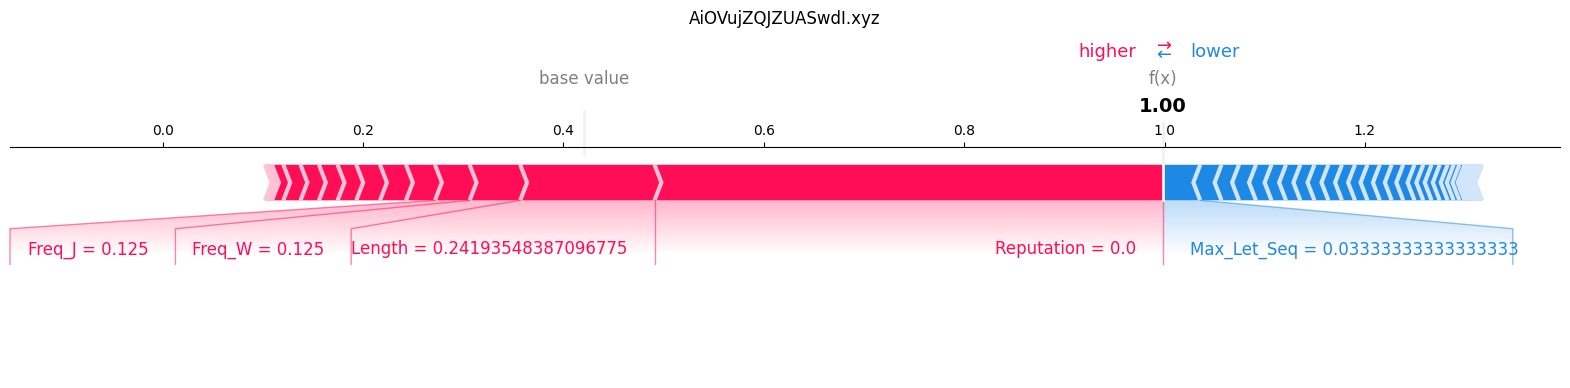 AiOVujZQJZUASwdI.xyz
higher → ← lower
base value f(x)
1.00
0.0 0.2 0.4 0.6 0.8 1.0 1.2
Freq_J = 0.125 Freq_W = 0.125 Length = 0.24193548387096775 Reputation = 0.0 Max_Let_Seq = 0.03333333333333333